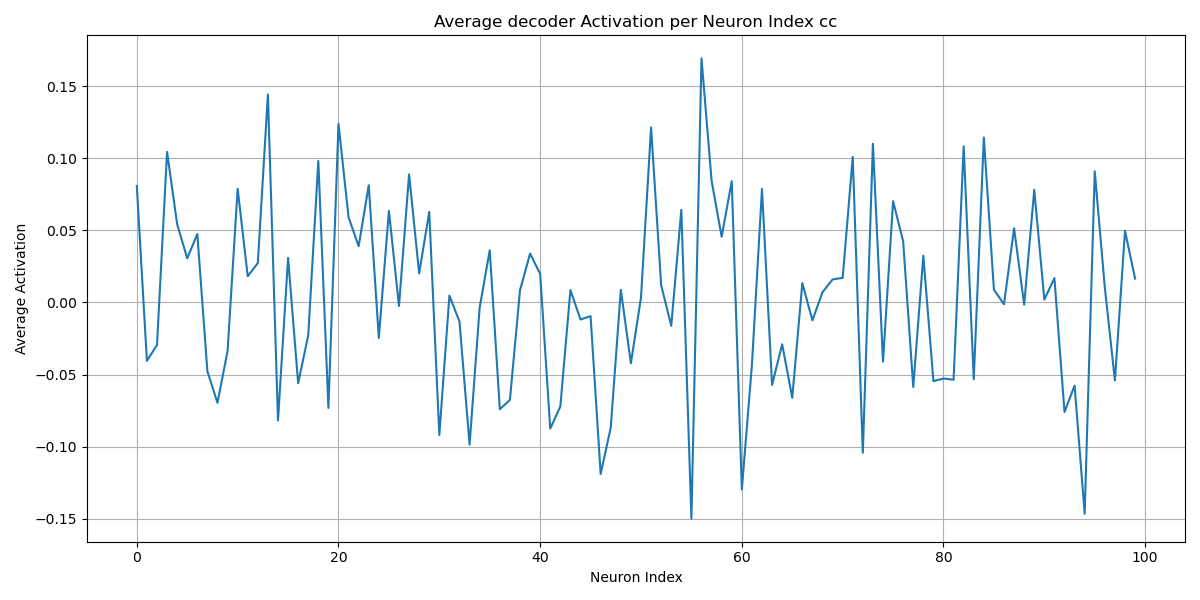 Average decoder Activation per Neuron Index cc
Average Activation
0.15
0.10
0.05
0.00
−0.05
−0.10
−0.15
0 20 40 60 80 100
Neuron Index